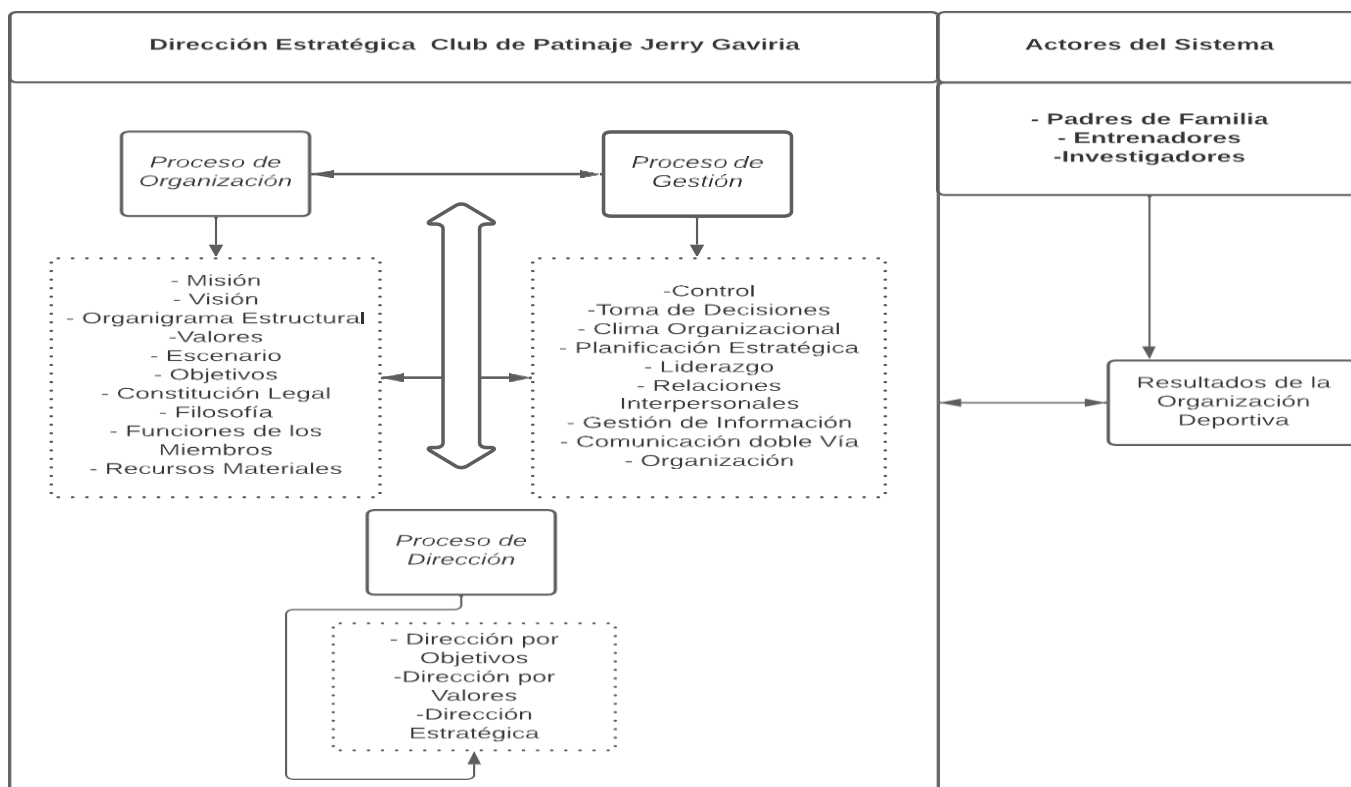 Dirección Estratégica Club de Patinaje Jerry Gaviria
Actores del Sistema
- Padres de Familia
- Entrenadores
-Investigadores
Proceso de
Organización
Proceso de
Gestión
- Misión
- Visión
- Organigrama Estructural
-Valores
- Escenario
- Objetivos
- Constitución Legal
- Filosofía
- Funciones de los
Miembros
- Recursos Materiales
-Control
-Toma de Decisiones
- Clima Organizacional
- Planificación Estratégica
- Liderazgo
- Relaciones
Interpersonales
- Gestión de Información
- Comunicación doble Vía
- Organización
Resultados de la
Organización
Deportiva
Proceso de
Dirección
- Dirección por
Objetivos
-Dirección por
Valores
-Dirección
Estratégica